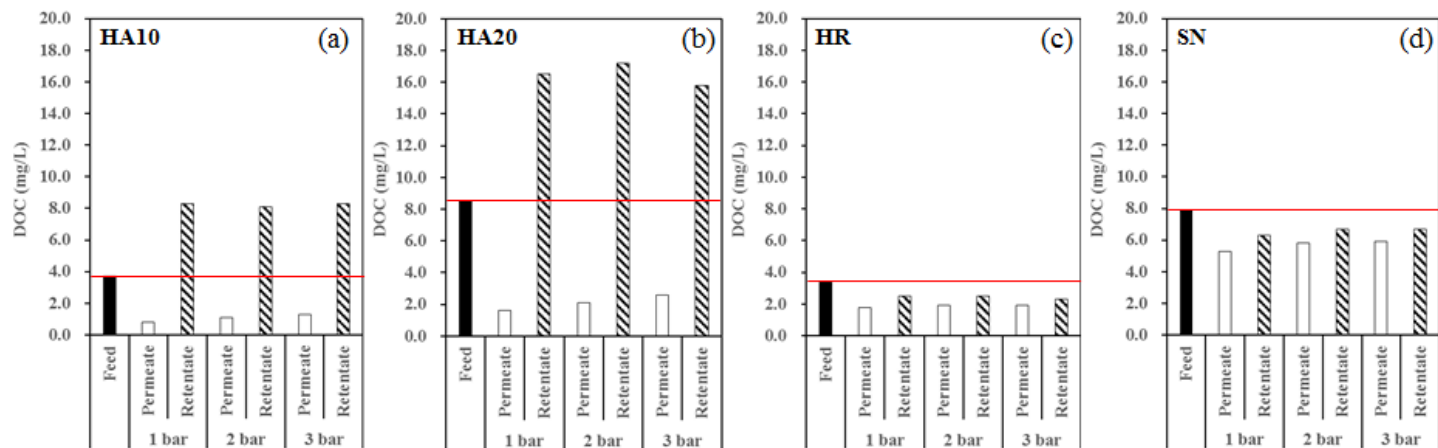 HA10 (a)
DOC (mg/L)
20.0
18.0
16.0
14.0
12.0
10.0
8.0
6.0
4.0
2.0
0.0
Feed
Permeate
Retentate
Permeate
Retentate
Permeate
Retentate
1 bar 2 bar 3 bar
HA20 (b)
DOC (mg/L)
20.0
18.0
16.0
14.0
12.0
10.0
8.0
6.0
4.0
2.0
0.0
Feed
Permeate
Retentate
Permeate
Retentate
Permeate
Retentate
1 bar 2 bar 3 bar
HR (c)
DOC (mg/L)
20.0
18.0
16.0
14.0
12.0
10.0
8.0
6.0
4.0
2.0
0.0
Feed
Permeate
Retentate
Permeate
Retentate
Permeate
Retentate
1 bar 2 bar 3 bar
SN (d)
DOC (mg/L)
20.0
18.0
16.0
14.0
12.0
10.0
8.0
6.0
4.0
2.0
0.0
Feed
Permeate
Retentate
Permeate
Retentate
Permeate
Retentate
1 bar 2 bar 3 bar